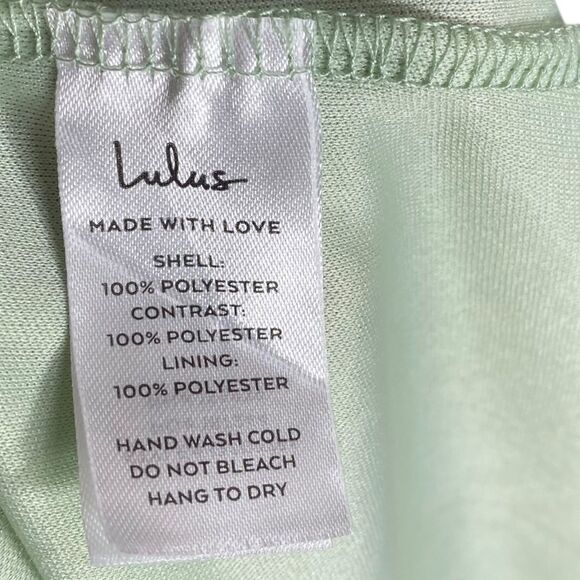 Lulus
MADE WITH LOVE
SHELL:
100% POLYESTER
CONTRAST:
100% POLYESTER
LINING:
100% POLYESTER
HAND WASH COLD
DO NOT BLEACH
HANG TO DRY